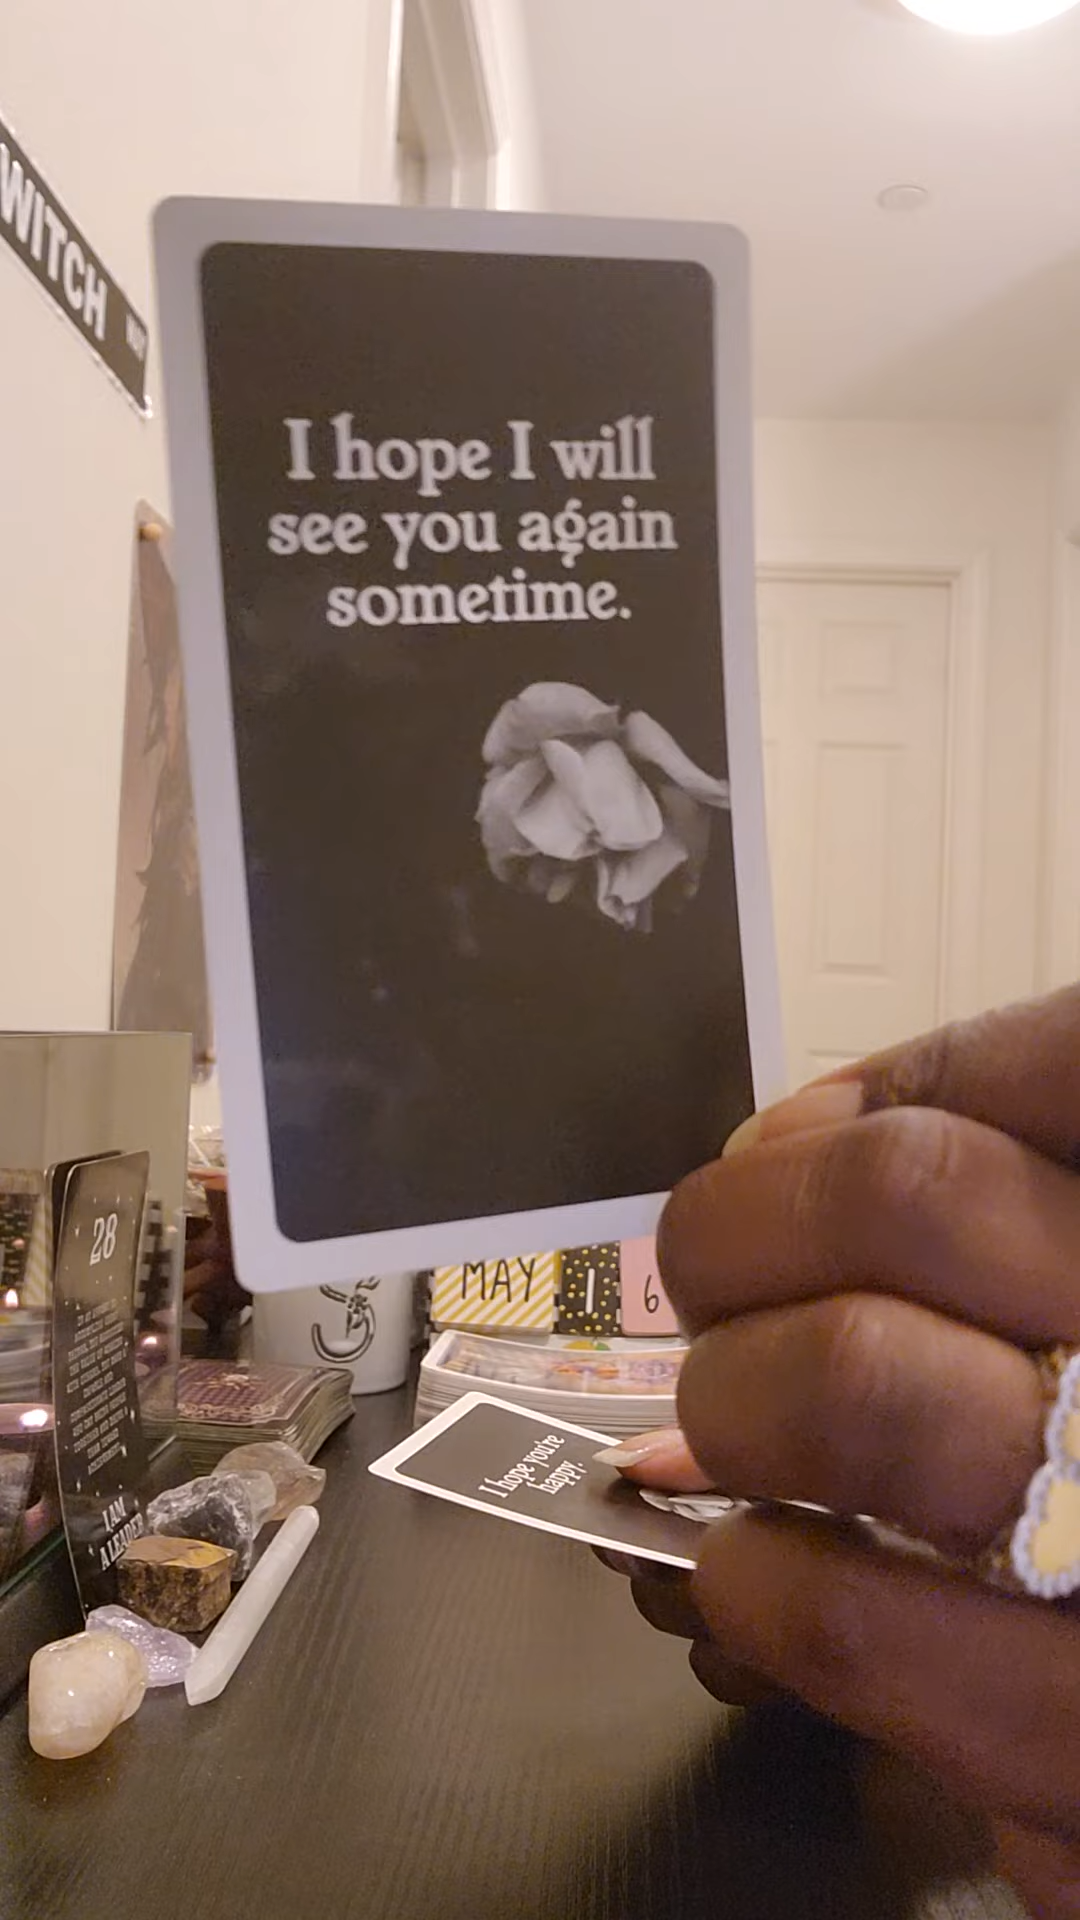 WITCH
I hope I will
see you again
sometime.
28
I AM
A LEADER
MAY
1
6
I hope you're
happy.